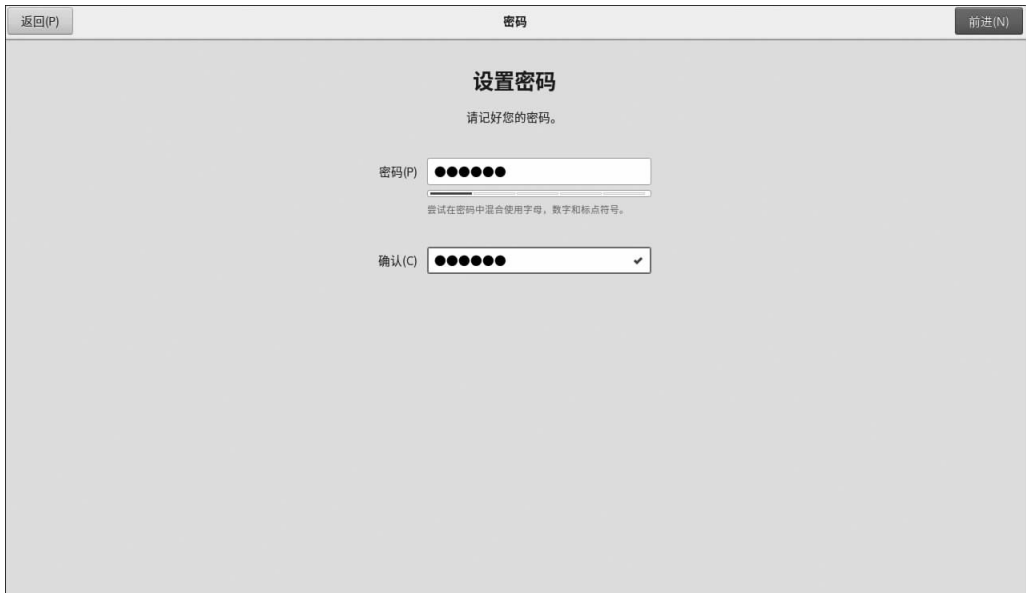 返回(P)
密码
前进(N)
设置密码
请记好您的密码。
密码(P) ●●●●●●
尝试在密码中混合使用字母，数字和标点符号。
确认(C) ●●●●●●